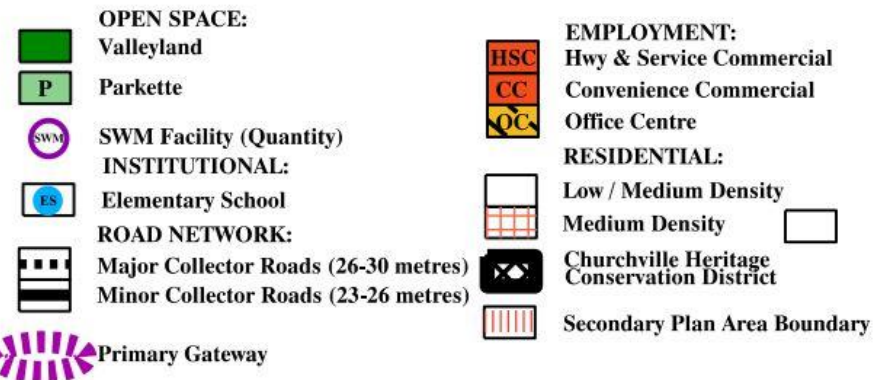 OPEN SPACE:
Valleyland
P Parkette
SWM SWM Facility (Quantity)
INSTITUTIONAL:
ES Elementary School
ROAD NETWORK:
Major Collector Roads (26-30 metres)
Minor Collector Roads (23-26 metres)
Primary Gateway
EMPLOYMENT:
HSC Hwy & Service Commercial
CC Convenience Commercial
OC Office Centre
RESIDENTIAL:
Low / Medium Density
Medium Density
Churchville Heritage
Conservation District
Secondary Plan Area Boundary